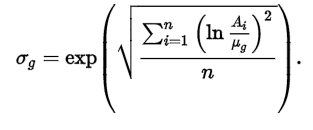 σ_g = exp(√(∑_{i=1}^{n} (ln A_i/μ_g)^2 / n)).